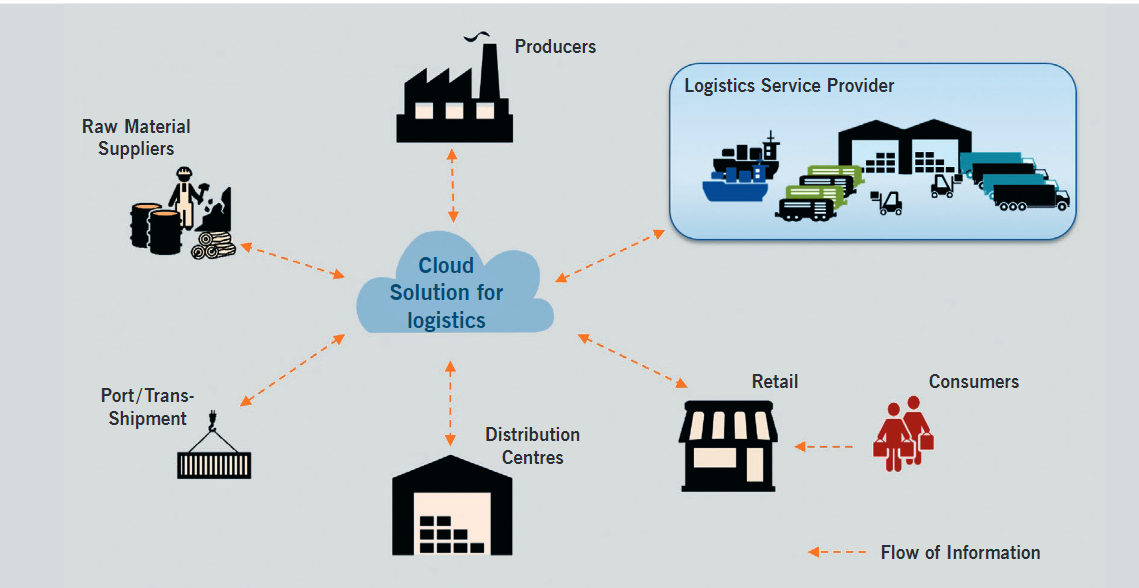 Producers
Logistics Service Provider
Raw Material
Suppliers
Cloud
Solution for
logistics
Port/Trans-
Shipment
Distribution
Centres
Retail
Consumers
Flow of Information